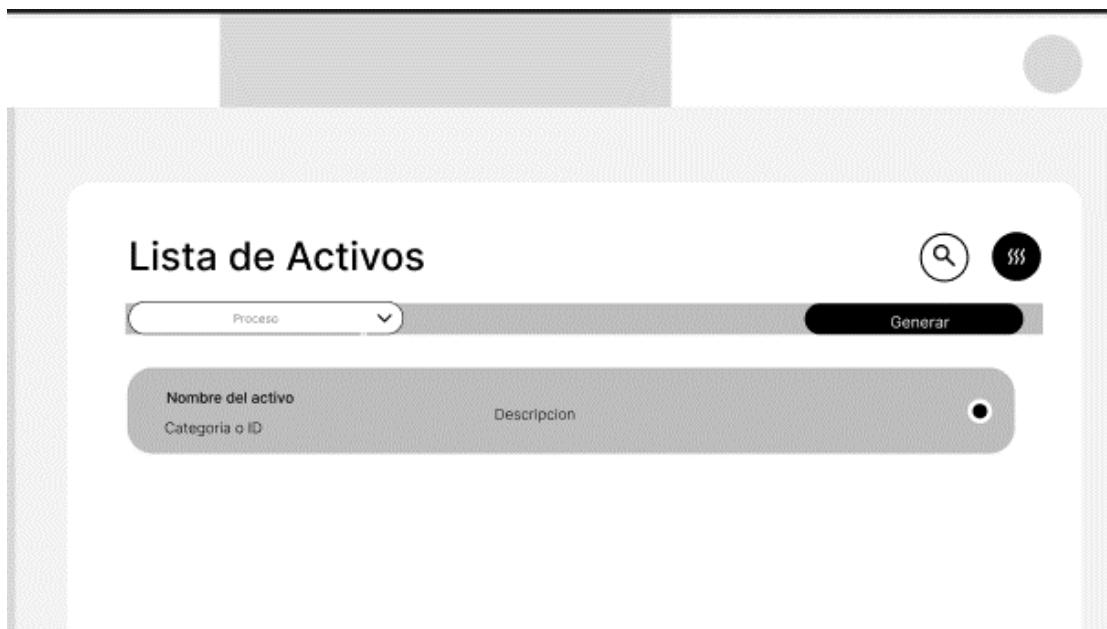 Lista de Activos
Proceso
Generar
Nombre del activo
Descripcion
Categoria o ID